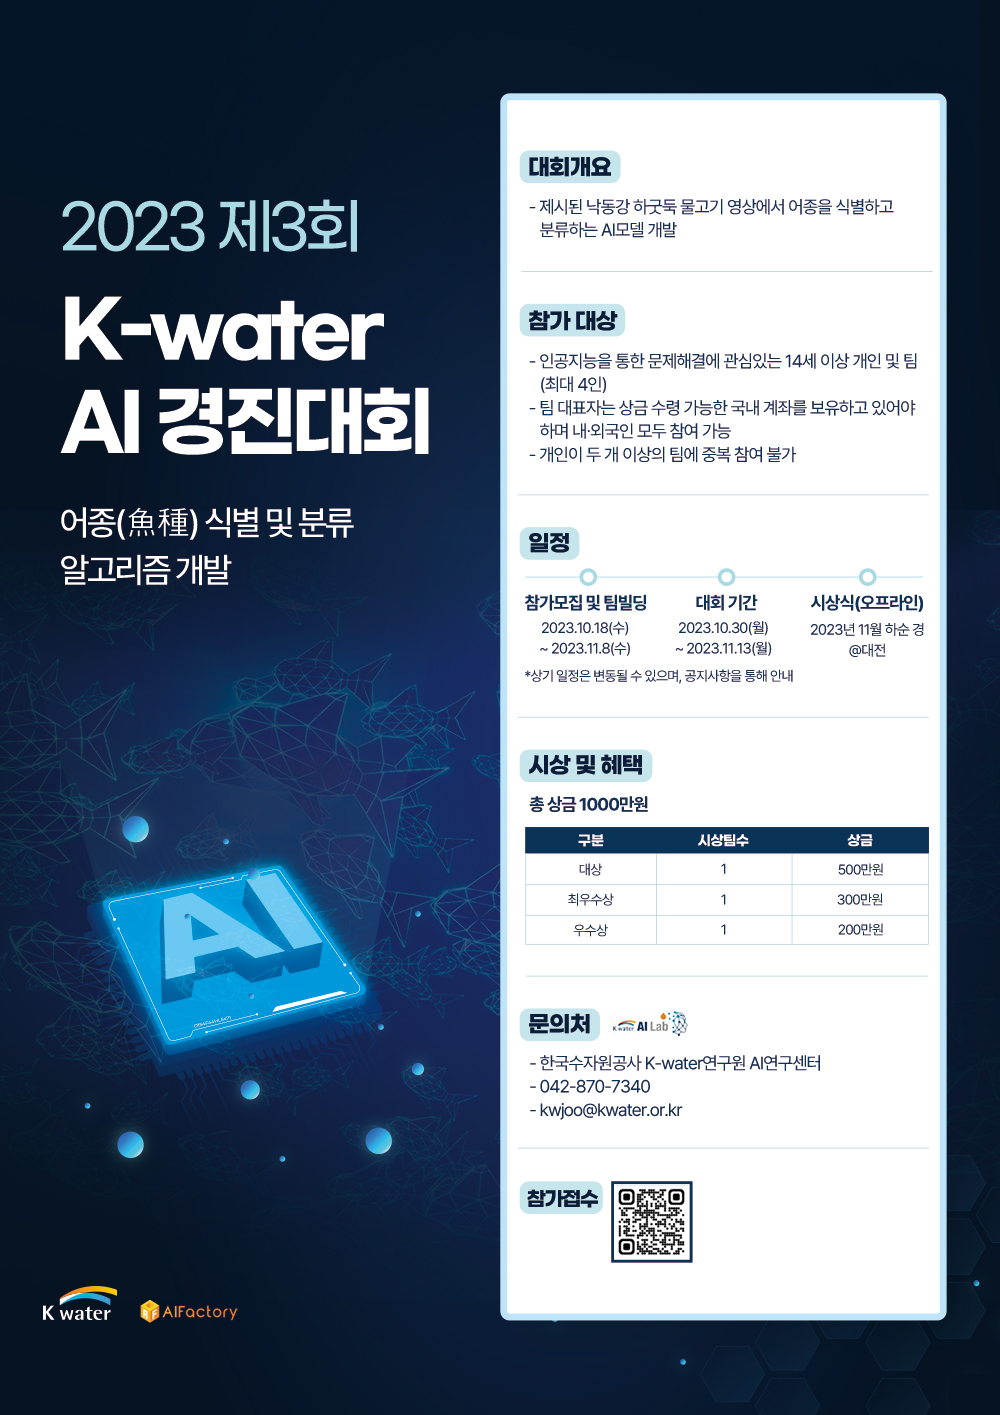 2023 제3회
K-water
AI 경진대회
어종(魚種) 식별 및 분류
알고리즘 개발
AI
K water
AIFactory
대회개요
- 제시된 낙동강 하굿둑 물고기 영상에서 어종을 식별하고
분류하는 AI모델 개발
참가 대상
- 인공지능을 통한 문제해결에 관심있는 14세 이상 개인 및 팀
(최대 4인)
- 팀 대표자는 상금 수령 가능한 국내 계좌를 보유하고 있어야
하며 내·외국인 모두 참여 가능
- 개인이 두 개 이상의 팀에 중복 참여 불가
일정
참가모집 및 팀빌딩 대회 기간 시상식(오프라인)
2023.10.18(수) 2023.10.30(월) 2023년 11월 하순 경
~ 2023.11.8(수) ~ 2023.11.13(월) @대전
*상기 일정은 변동될 수 있으며, 공지사항을 통해 안내
시상 및 혜택
총 상금 1000만원
구분 시상팀수 상금
대상 1 500만원
최우수상 1 300만원
우수상 1 200만원
문의처 K water AI Lab
- 한국수자원공사 K-water연구원 AI연구센터
- 042-870-7340
- kwjoo@kwater.or.kr
참가접수